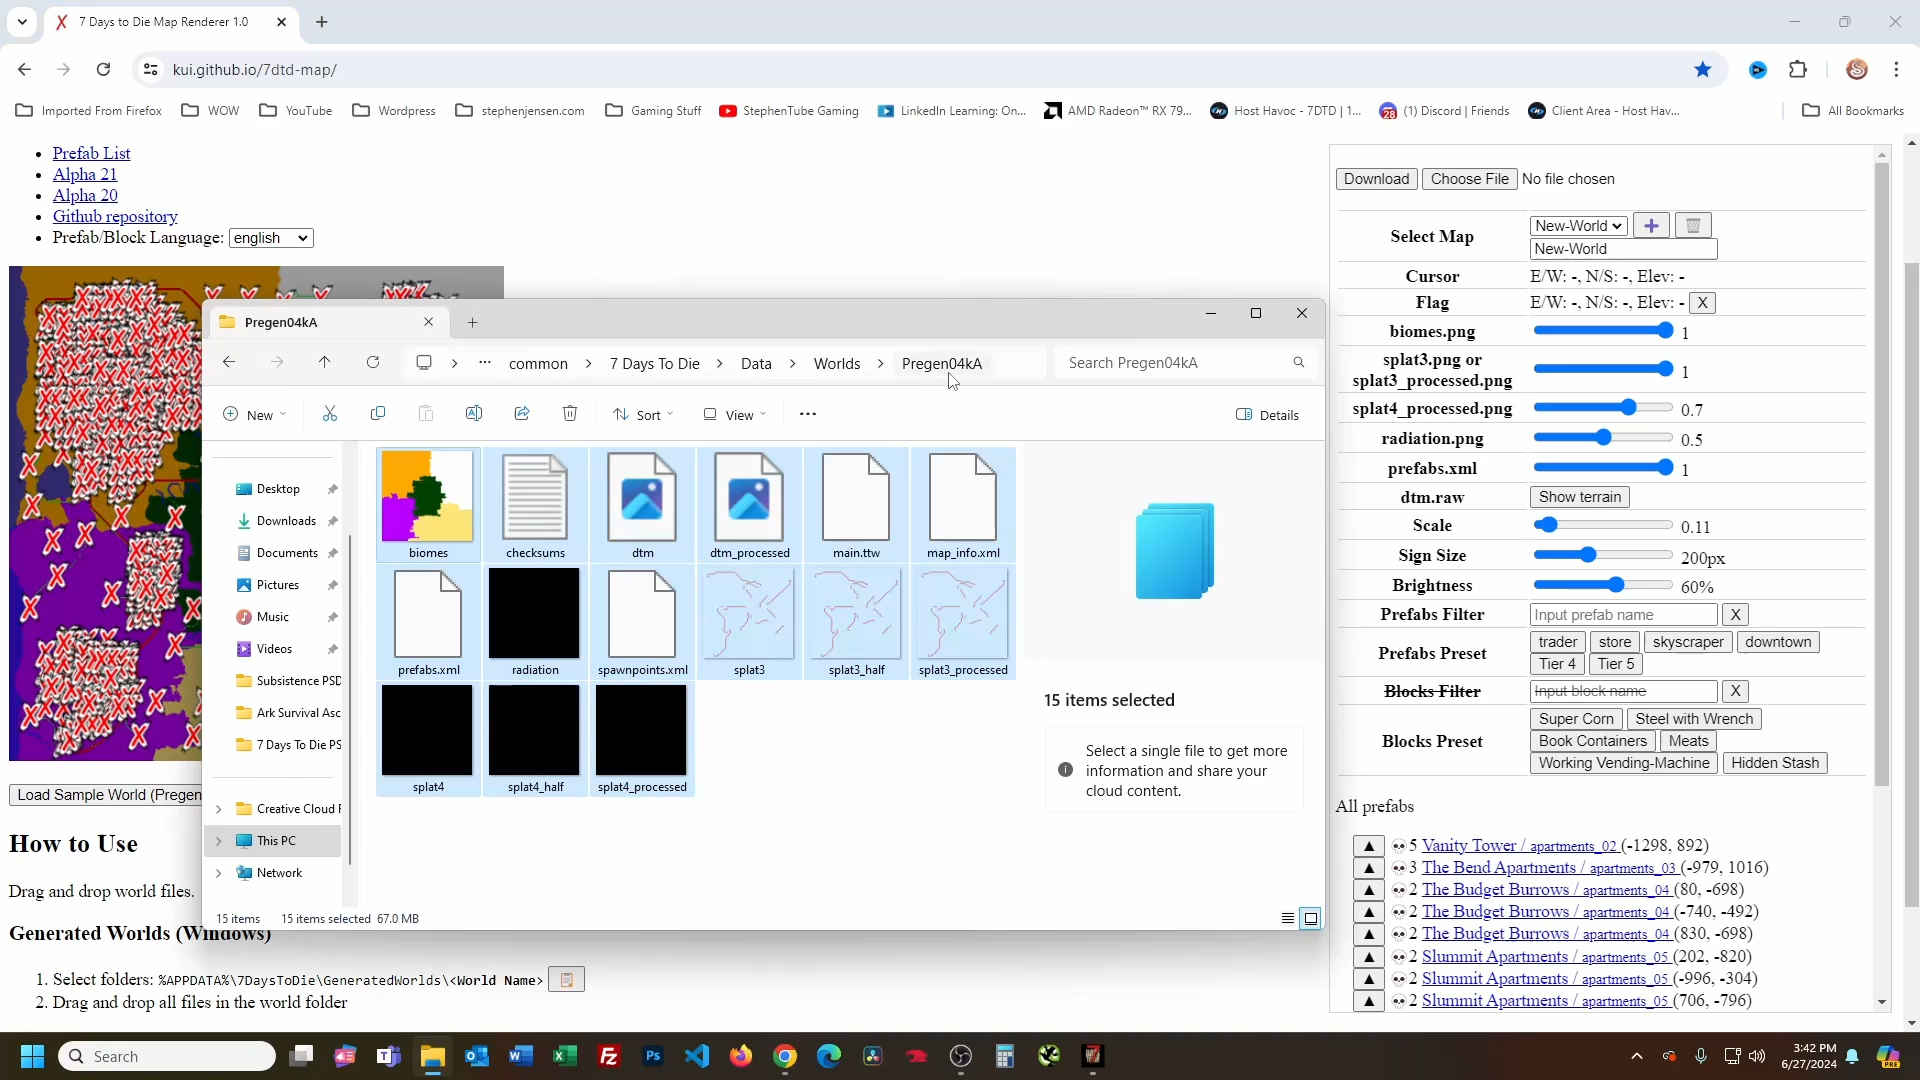 7 Days to Die Map Renderer 1.0
kui.github.io/7dtd-map/
Imported From Firefox
WOW
YouTube
Wordpress
stephenjensen.com
Gaming Stuff
StephenTube Gaming
LinkedIn Learning: On...
AMD Radeon™ RX 79...
Host Havoc - 7DTD | 1...
(1) Discord | Friends
Client Area - Host Hav...
All Bookmarks
Prefab List
Alpha 21
Alpha 20
Github repository
Prefab/Block Language: english
Load Sample World (Pregen
How to Use
Drag and drop world files.
Generated Worlds (Windows)
1. Select folders: %APPDATA%\7DaysToDie\GeneratedWorlds\<World Name>
2. Drag and drop all files in the world folder
Pregen04kA
common > 7 Days To Die > Data > Worlds > Pregen04kA
Search Pregen04kA
New
Sort
View
Details
Desktop
Downloads
Documents
Pictures
Music
Videos
Subsistence PSD
Ark Survival Asc
7 Days To Die PS
Creative Cloud F
This PC
Network
biomes
checksums
dtm
dtm_processed
main.ttw
map_info.xml
prefabs.xml
radiation
spawnpoints.xml
splat3
splat3_half
splat3_processed
splat4
splat4_half
splat4_processed
15 items selected
Select a single file to get more
information and share your
cloud content.
15 items
15 items selected 67.0 MB
Download Choose File No file chosen
Select Map New-World
New-World
Cursor E/W: -, N/S: -, Elev: -
Flag E/W: -, N/S: -, Elev: - X
biomes.png 1
splat3.png or
splat3_processed.png 1
splat4_processed.png 0.7
radiation.png 0.5
prefabs.xml 1
dtm.raw Show terrain
Scale 0.11
Sign Size 200px
Brightness 60%
Prefabs Filter Input prefab name X
Prefabs Preset trader store skyscraper downtown
Tier 4 Tier 5
Blocks Filter Input block name X
Blocks Preset Super Corn Steel with Wrench
Book Containers Meats
Working Vending-Machine Hidden Stash
All prefabs
▲ 5 Vanity Tower / apartments_02 (-1298, 892)
▲ 3 The Bend Apartments / apartments_03 (-979, 1016)
▲ 2 The Budget Burrows / apartments_04 (80, -698)
▲ 2 The Budget Burrows / apartments_04 (-740, -492)
▲ 2 The Budget Burrows / apartments_04 (830, -698)
▲ 2 Slummit Apartments / apartments_05 (202, -820)
▲ 2 Slummit Apartments / apartments_05 (-996, -304)
▲ 2 Slummit Apartments / apartments_05 (706, -796)
Search
3:42 PM
6/27/2024